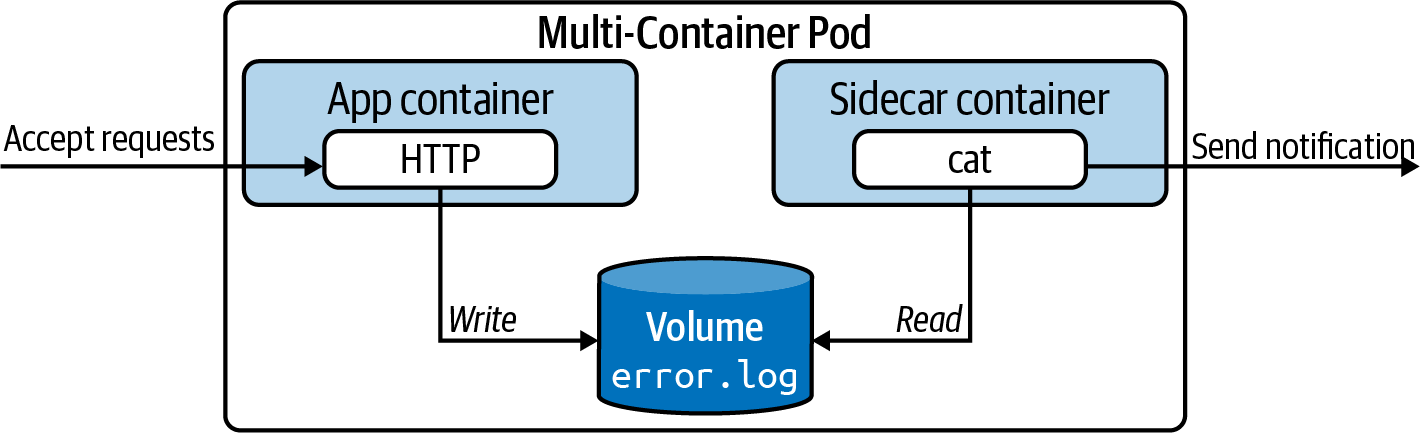 Multi-Container Pod
App container
Sidecar container
Accept requests
HTTP
cat
Send notification
Write
Volume
Read
error.log